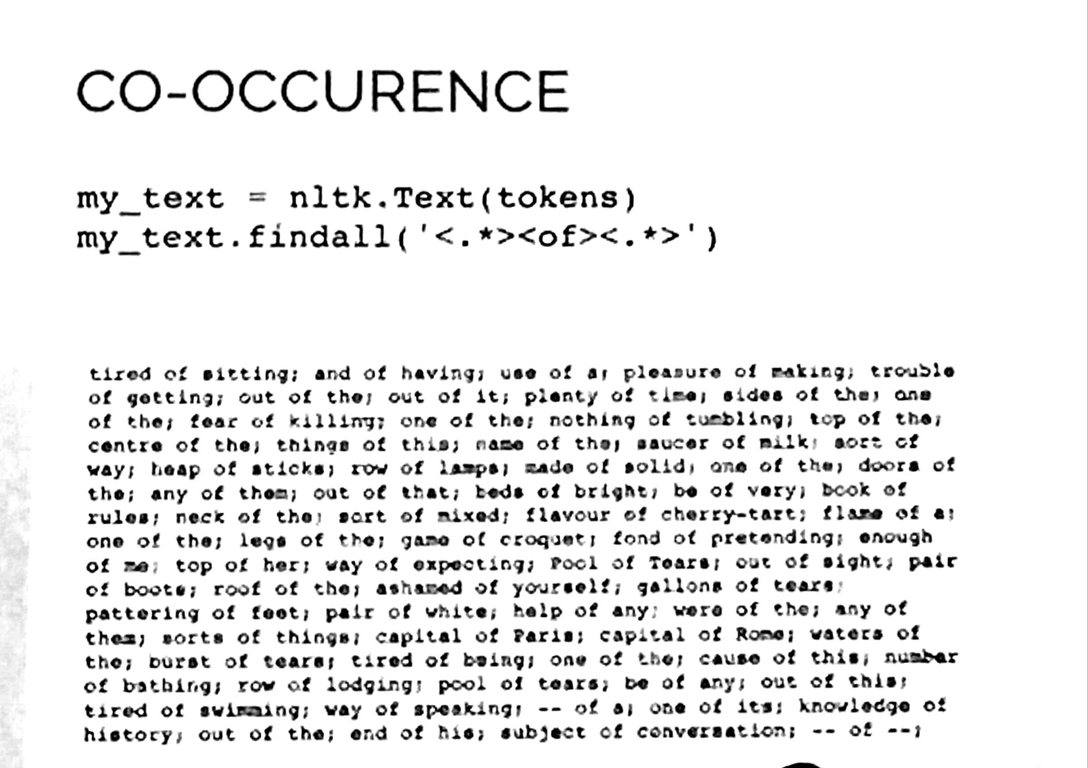 CO-OCCURENCE
my_text = nltk.Text(tokens)
my_text.findall('<.*><of><.*>')
tired of sitting; and of having; use of a; pleasure of making; trouble
of getting; out of the; out of it; plenty of time; sides of the; one
of the; fear of killing; one of the; nothing of tumbling; top of the;
centre of the; things of this; name of the; saucer of milk; sort of
way; heap of sticks; row of lamps; made of solid; one of the; doors of
the; any of them; out of that; beds of bright; be of very; book of
rules; neck of the; sort of mixed; flavour of cherry-tart; flame of a;
one of the; legs of the; game of croquet; fond of pretending; enough
of me; top of her; way of expecting; Pool of Tears; out of sight; pair
of boots; roof of the; ashamed of yourself; gallons of tears;
pattering of feet; pair of white; help of any; were of the; any of
them; sorts of things; capital of Paris; capital of Rome; waters of
the; burst of tears; tired of being; one of the; cause of this; number
of bathing; row of lodging; pool of tears; be of any; out of this;
tired of swimming; way of speaking; -- of a; one of its; knowledge of
history; out of the; end of his; subject of conversation; -- of --;